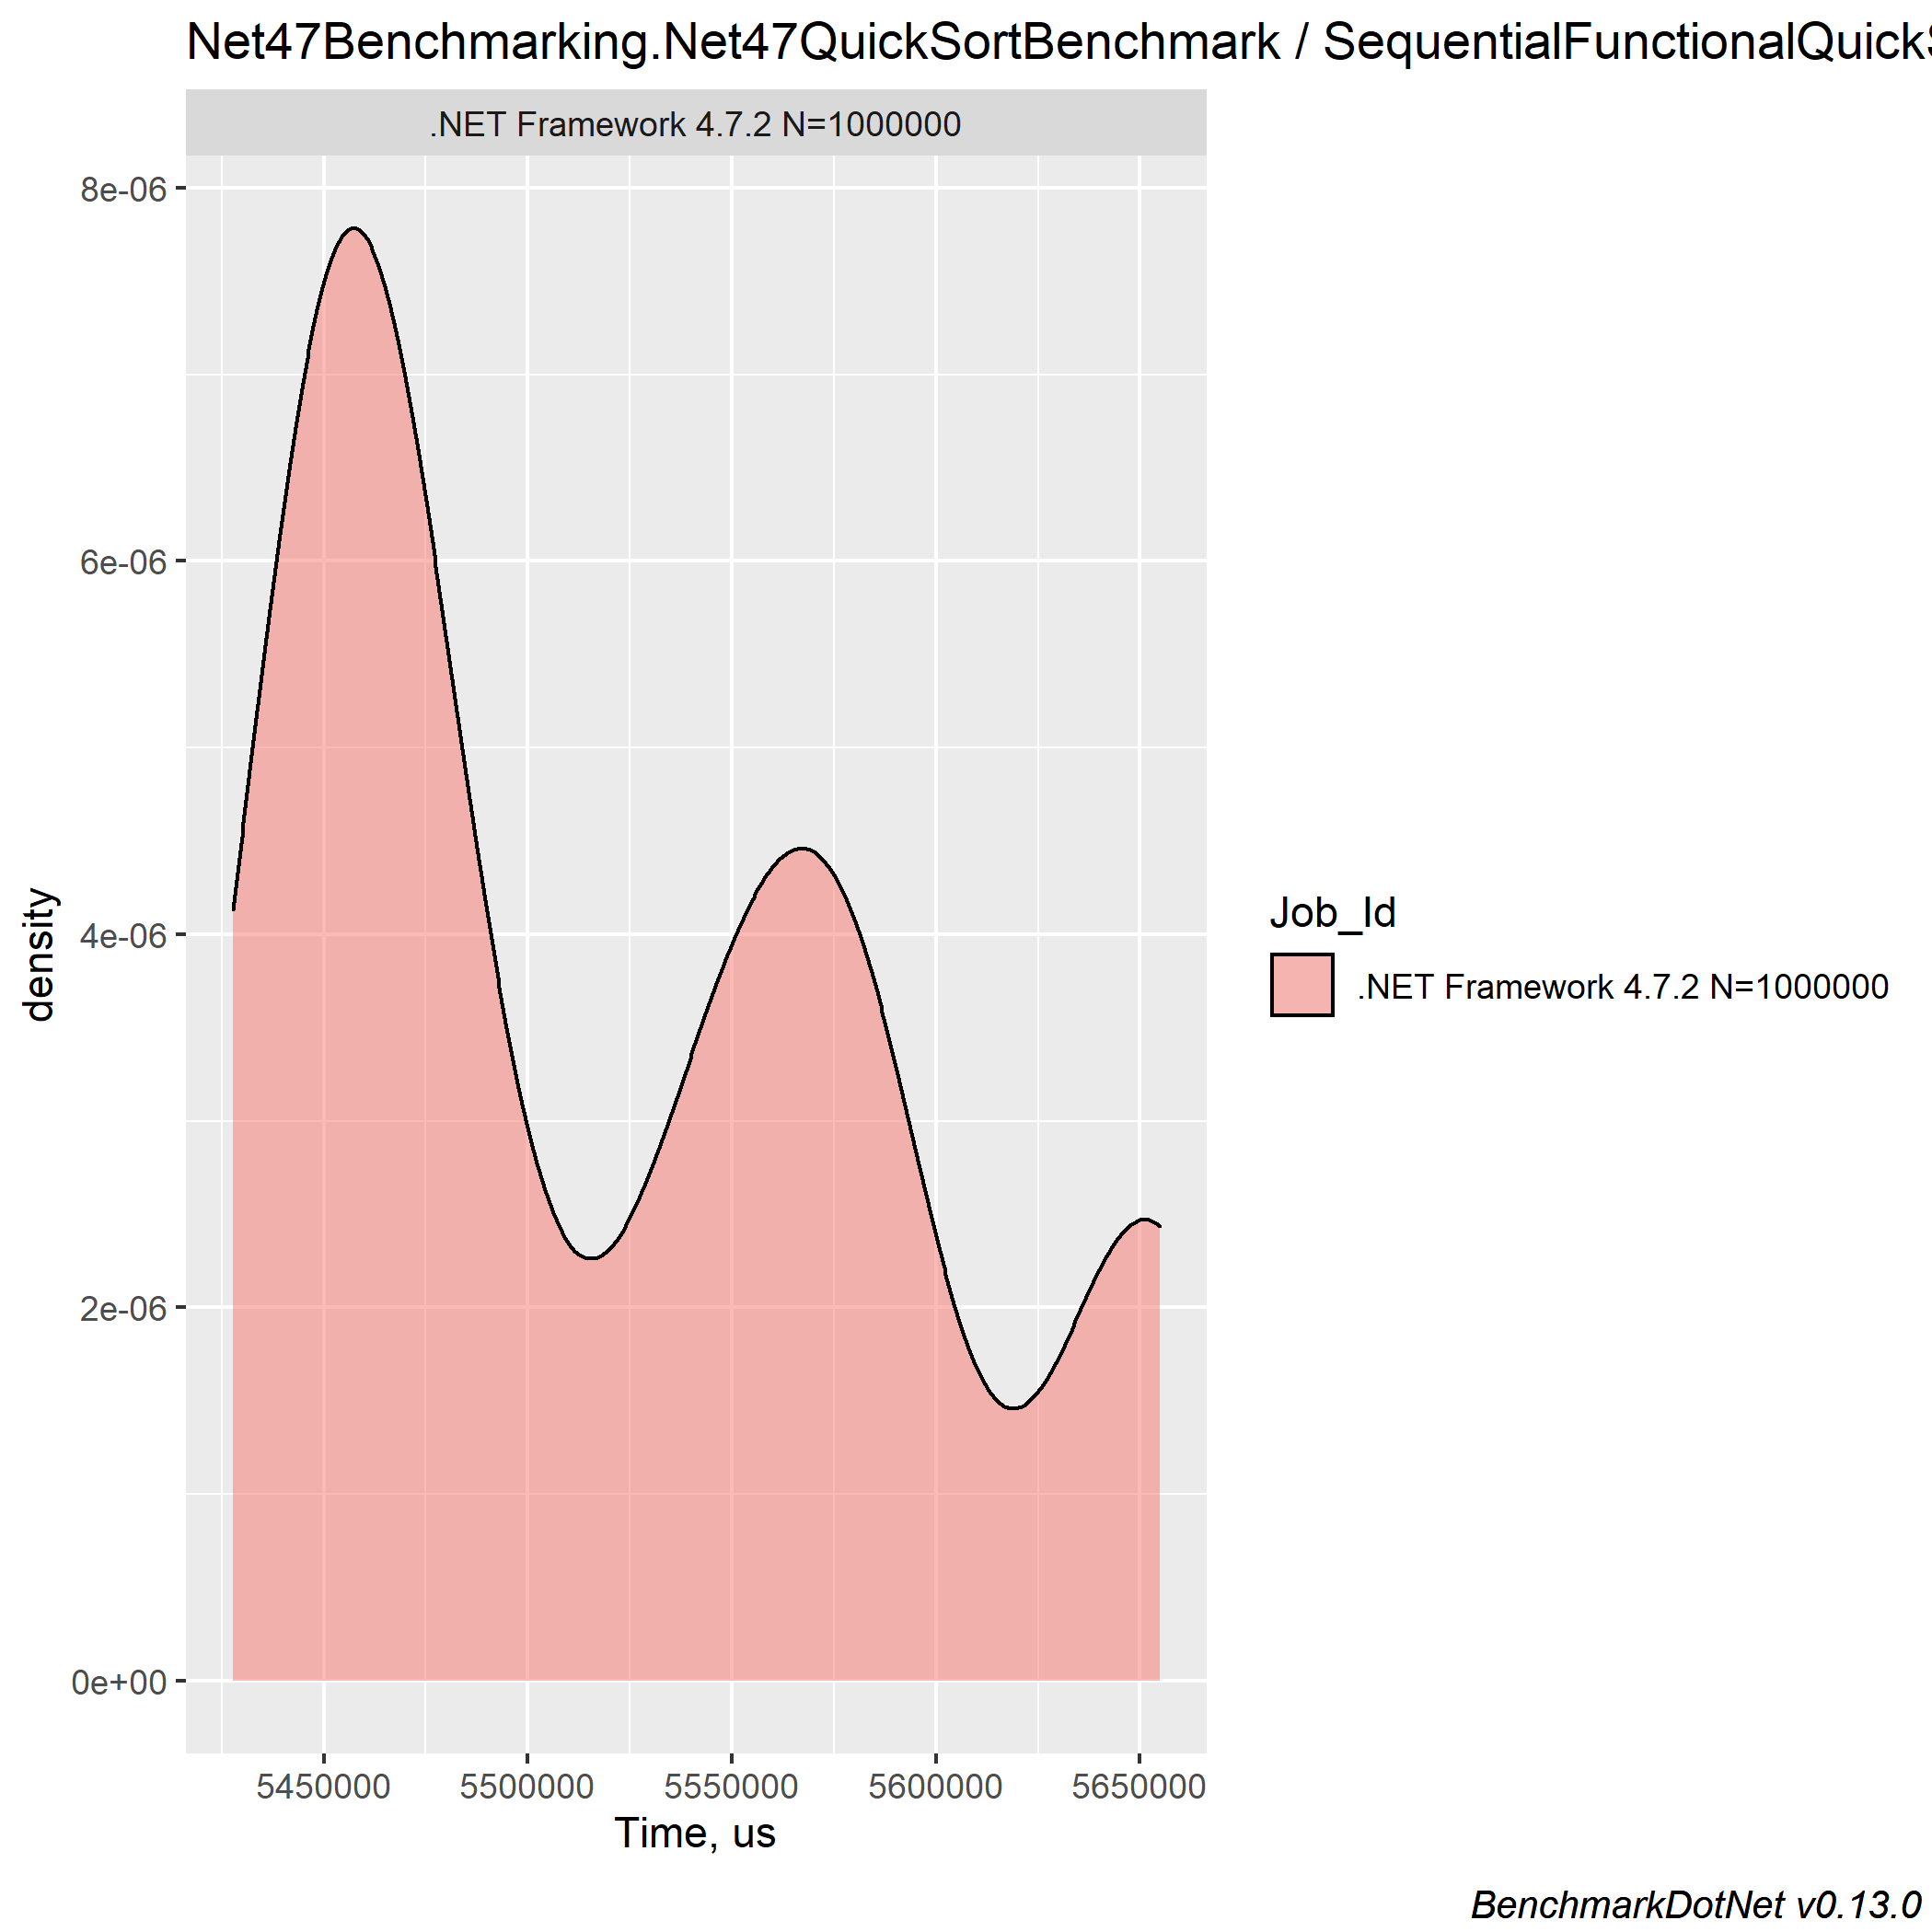 Net47Benchmarking.Net47QuickSortBenchmark / SequentialFunctionalQuick
.NET Framework 4.7.2 N=1000000
8e-06
6e-06
4e-06
2e-06
0e+00
density
5450000 5500000 5550000 5600000 5650000
Time, us
Job_Id
.NET Framework 4.7.2 N=1000000
BenchmarkDotNet v0.13.0